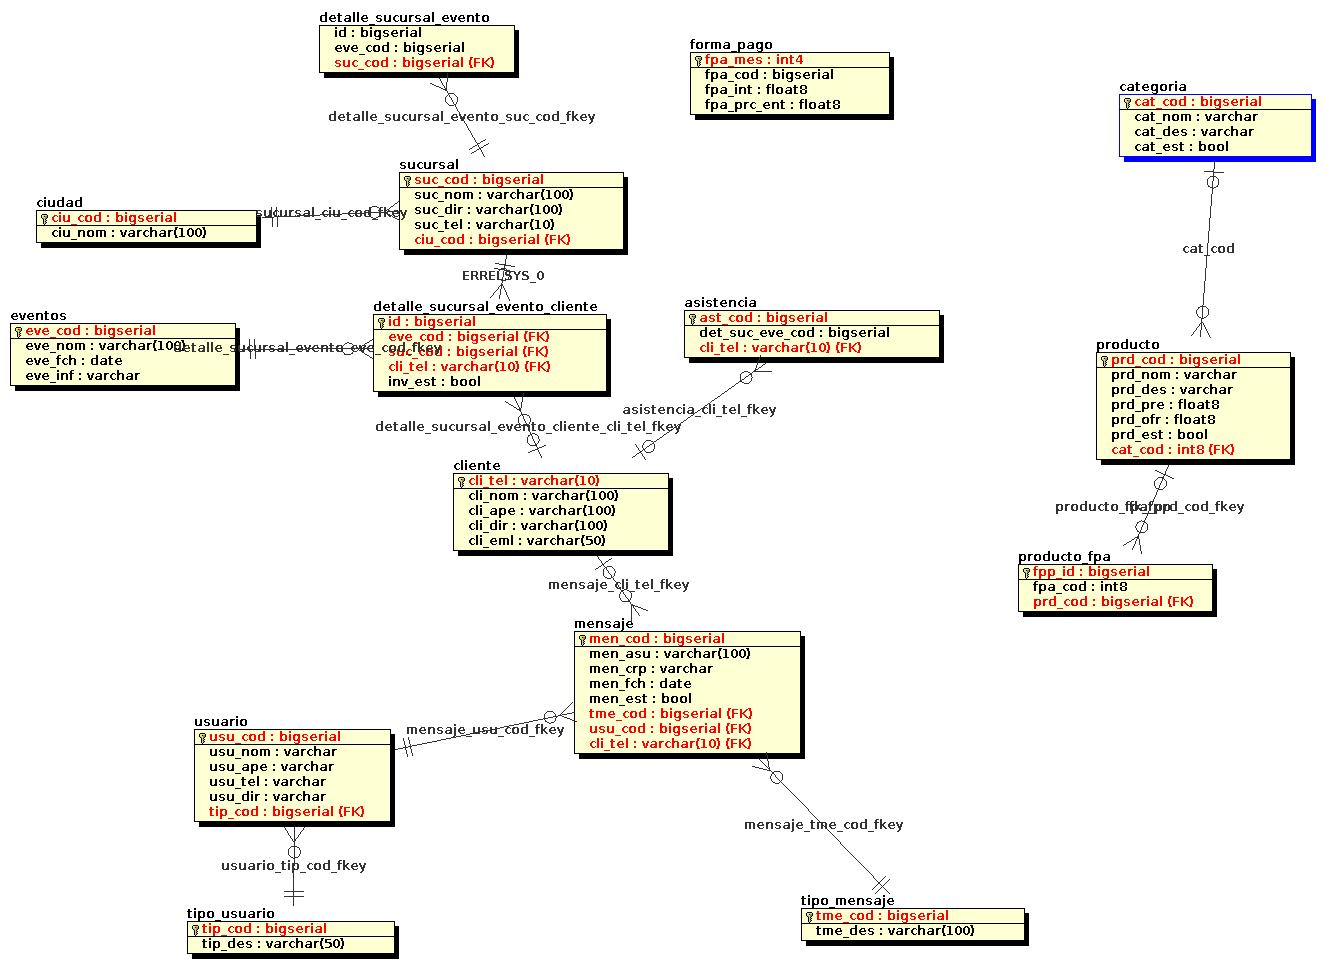 detalle_sucursal_evento
id : bigserial
eve_cod : bigserial
suc_cod : bigserial (FK)
detalle_sucursal_evento_suc_cod_fkey
forma_pago
fpa_mes : int4
fpa_cod : bigserial
fpa_int : float8
fpa_prc_ent : float8
categoria
cat_cod : bigserial
cat_nom : varchar
cat_des : varchar
cat_est : bool
cat_cod
sucursal
suc_cod : bigserial
suc_nom : varchar(100)
suc_dir : varchar(100)
suc_tel : varchar(10)
ciu_cod : bigserial (FK)
ciudad
ciu_cod : bigserial
ciu_nom : varchar(100)
sucursal_ciu_cod_fkey
ERRELSYS_0
eventos
eve_cod : bigserial
eve_nom : varchar(100)
eve_fch : date
eve_inf : varchar
detalle_sucursal_evento_eve_cod_fkey
detalle_sucursal_evento_cliente
id : bigserial
eve_cod : bigserial (FK)
suc_cod : bigserial (FK)
cli_tel : varchar(10) (FK)
inv_est : bool
asistencia
ast_cod : bigserial
det_suc_eve_cod : bigserial
cli_tel : varchar(10) (FK)
asistencia_cli_tel_fkey
detalle_sucursal_evento_cliente_cli_tel_fkey
producto
prd_cod : bigserial
prd_nom : varchar
prd_des : varchar
prd_pre : float8
prd_ofr : float8
prd_est : bool
cat_cod : int8 (FK)
cliente
cli_tel : varchar(10)
cli_nom : varchar(100)
cli_ape : varchar(100)
cli_dir : varchar(100)
cli_eml : varchar(50)
producto_fpa
fpp_id : bigserial
fpa_cod : int8
prd_cod : bigserial (FK)
mensaje_cli_tel_fkey
mensaje
men_cod : bigserial
men_asu : varchar(100)
men_crp : varchar
men_fch : date
men_est : bool
tme_cod : bigserial (FK)
usu_cod : bigserial (FK)
cli_tel : varchar(10) (FK)
mensaje_usu_cod_fkey
usuario
usu_cod : bigserial
usu_nom : varchar
usu_ape : varchar
usu_tel : varchar
usu_dir : varchar
tip_cod : bigserial (FK)
usuario_tip_cod_fkey
mensaje_tme_cod_fkey
tipo_usuario
tip_cod : bigserial
tip_des : varchar(50)
tipo_mensaje
tme_cod : bigserial
tme_des : varchar(100)